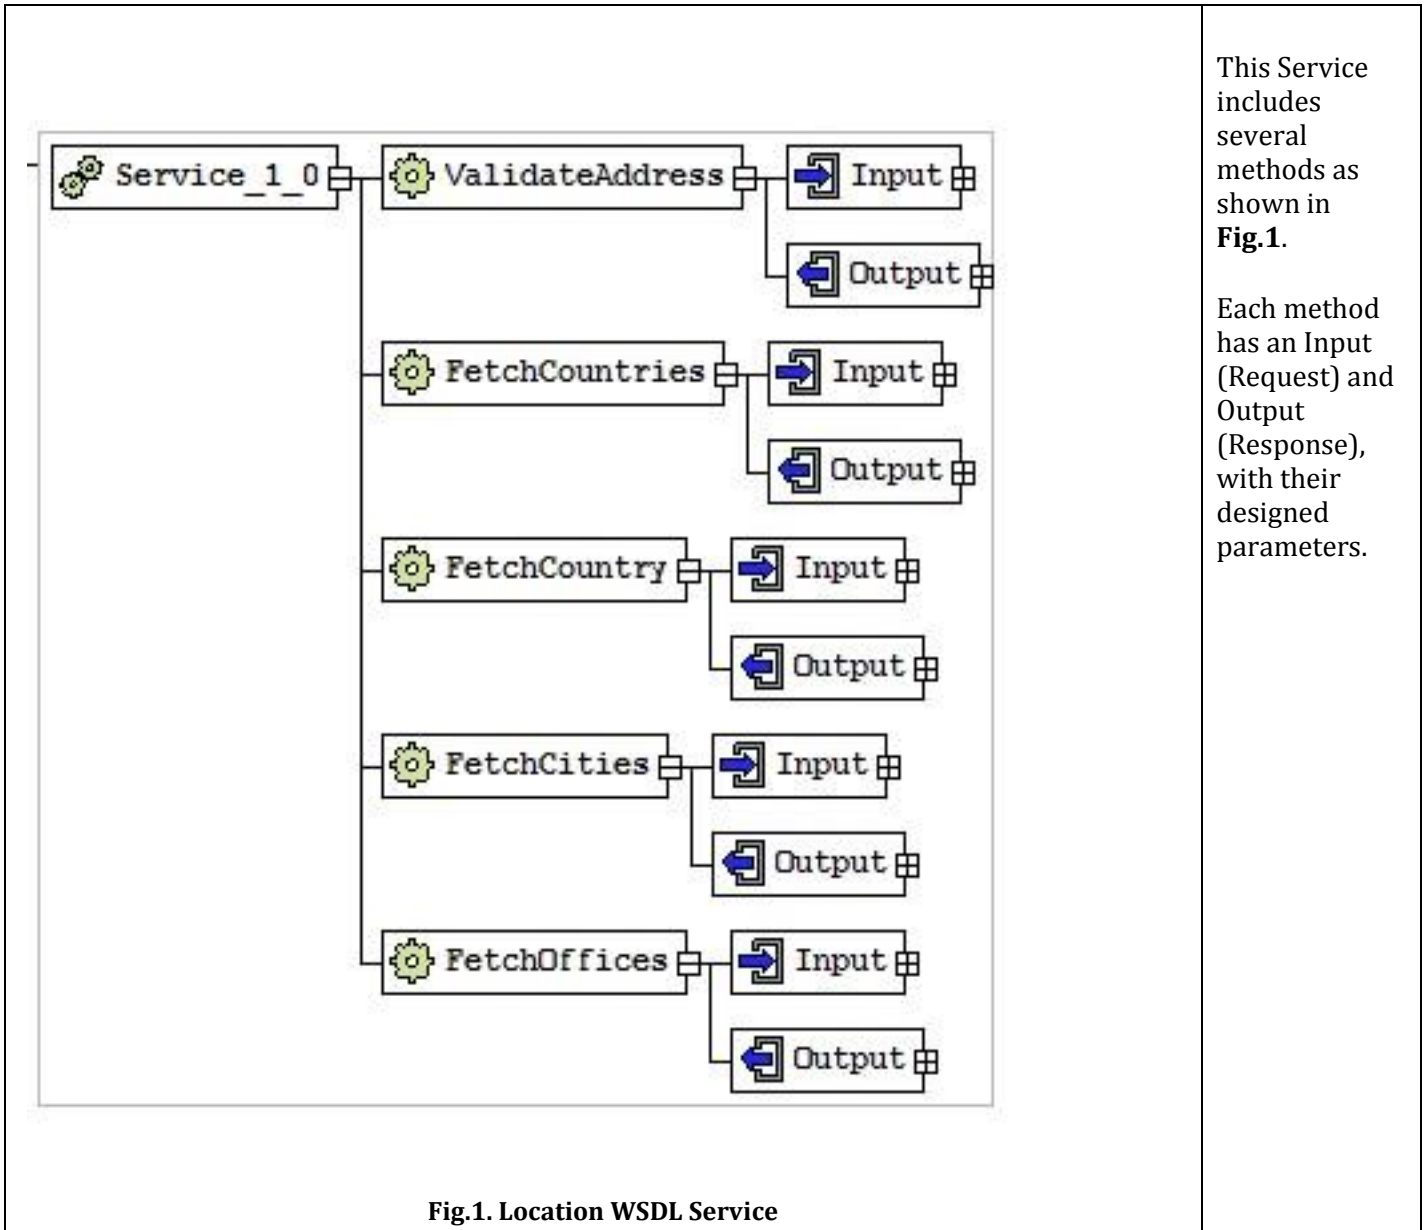 Service_1_0
ValidateAddress
Input
Output
FetchCountries
Input
Output
FetchCountry
Input
Output
FetchCities
Input
Output
FetchOffices
Input
Output
Fig.1. Location WSDL Service
This Service
includes
several
methods as
shown in
Fig.1.
Each method
has an Input
(Request) and
Output
(Response),
with their
designed
parameters.